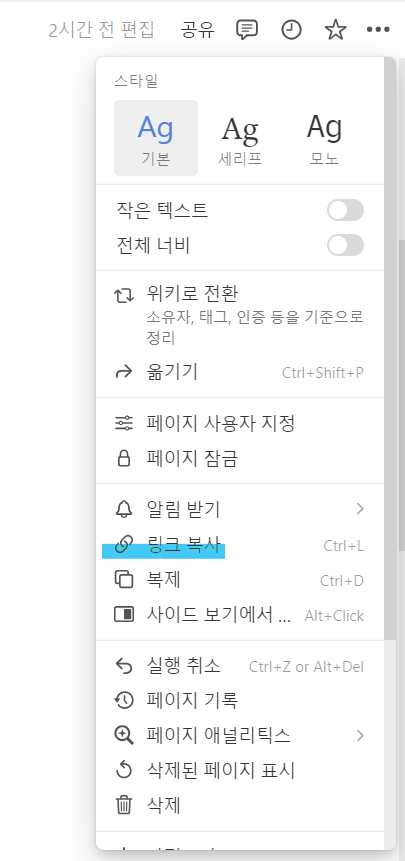 2시간 전 편집 공유
스타일
Ag Ag Ag
기본 세리프 모노
작은 텍스트
전체 너비
위키로 전환
소유자, 태그, 인증 등을 기준으로
정리
옮기기 Ctrl+Shift+P
페이지 사용자 지정
페이지 잠금
알림 받기
링크 복사 Ctrl+L
복제 Ctrl+D
사이드 보기에서 ... Alt+Click
실행 취소 Ctrl+Z or Alt+Del
페이지 기록
페이지 애널리틱스
삭제된 페이지 표시
삭제